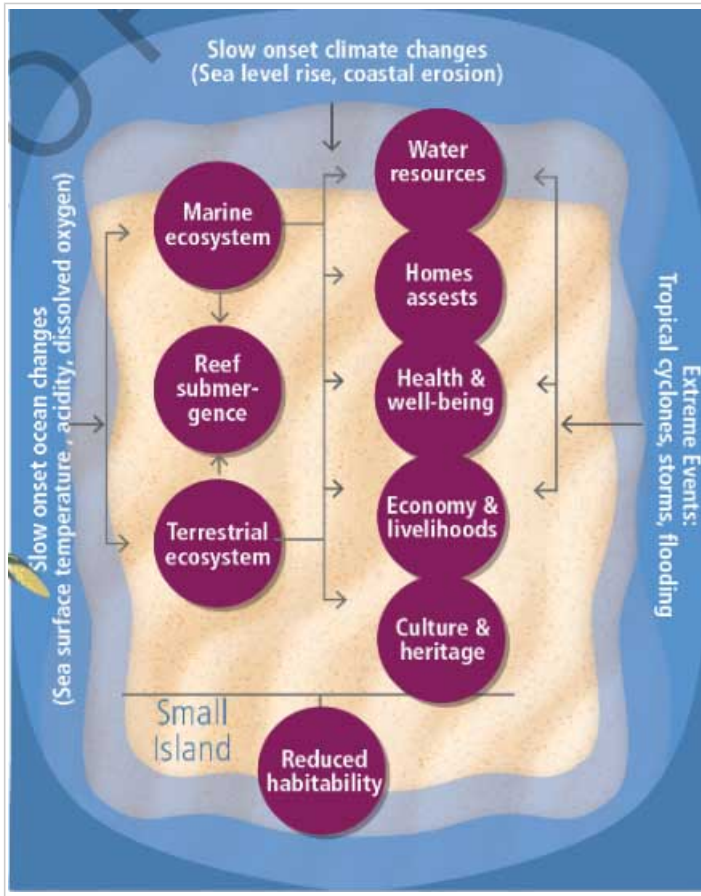 Slow onset climate changes
(Sea level rise, coastal erosion)
Slow onset ocean changes
(Sea surface temperature , acidity, dissolved oxygen)
Marine
ecosystem
Reef
submer-
gence
Terrestrial
ecosystem
Water
resources
Homes
assests
Health &
well-being
Economy &
livelihoods
Culture &
heritage
Extreme Events:
Tropical cyclones, storms, flooding
Small
Island
Reduced
habitability